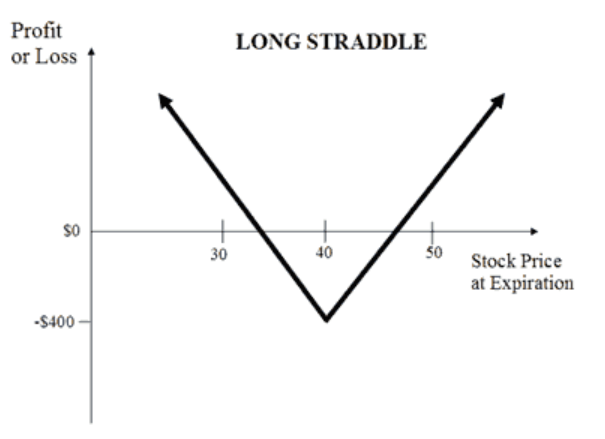 Profit
or Loss
LONG STRADDLE
$0
30
40
50
Stock Price
at Expiration
-$400